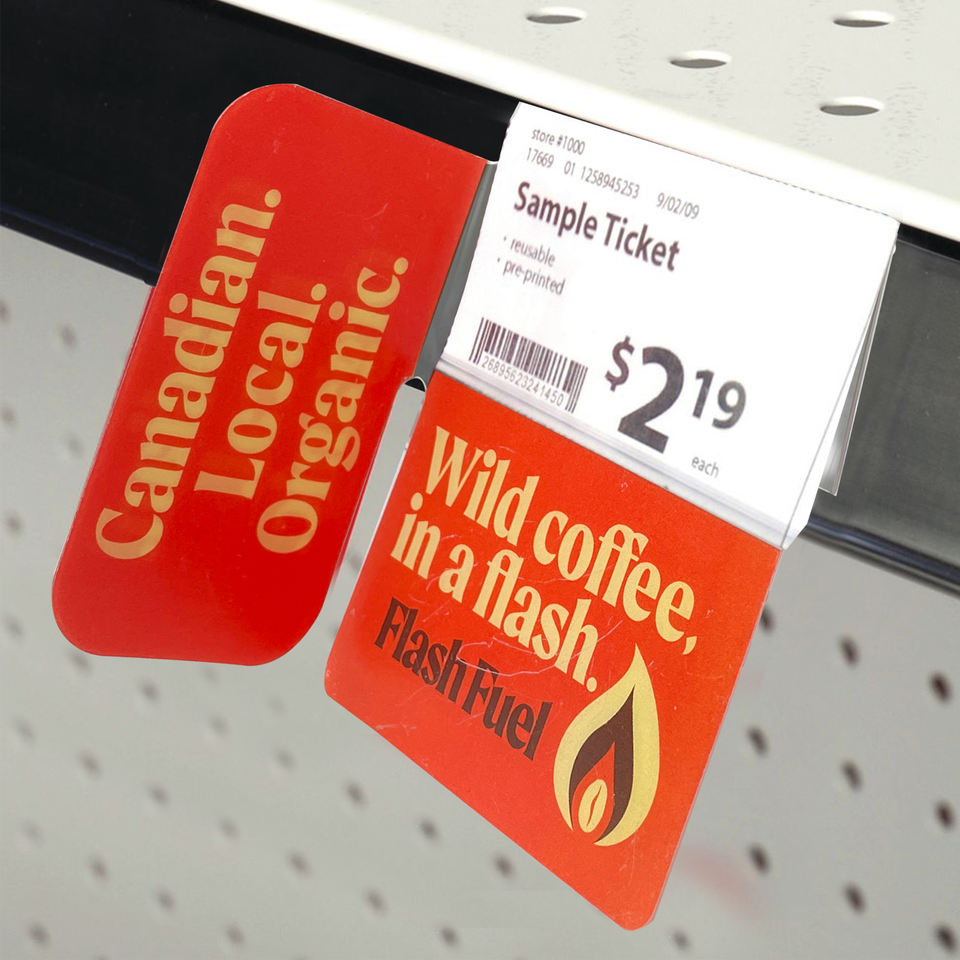 Canadian.
Local.
Organic.
store #1000
17669 01 1258945253 9/02/09
Sample Ticket
· reusable
· pre-printed
26895623241450
$2 19
each
Wild coffee,
in a flash.
Flash Fuel